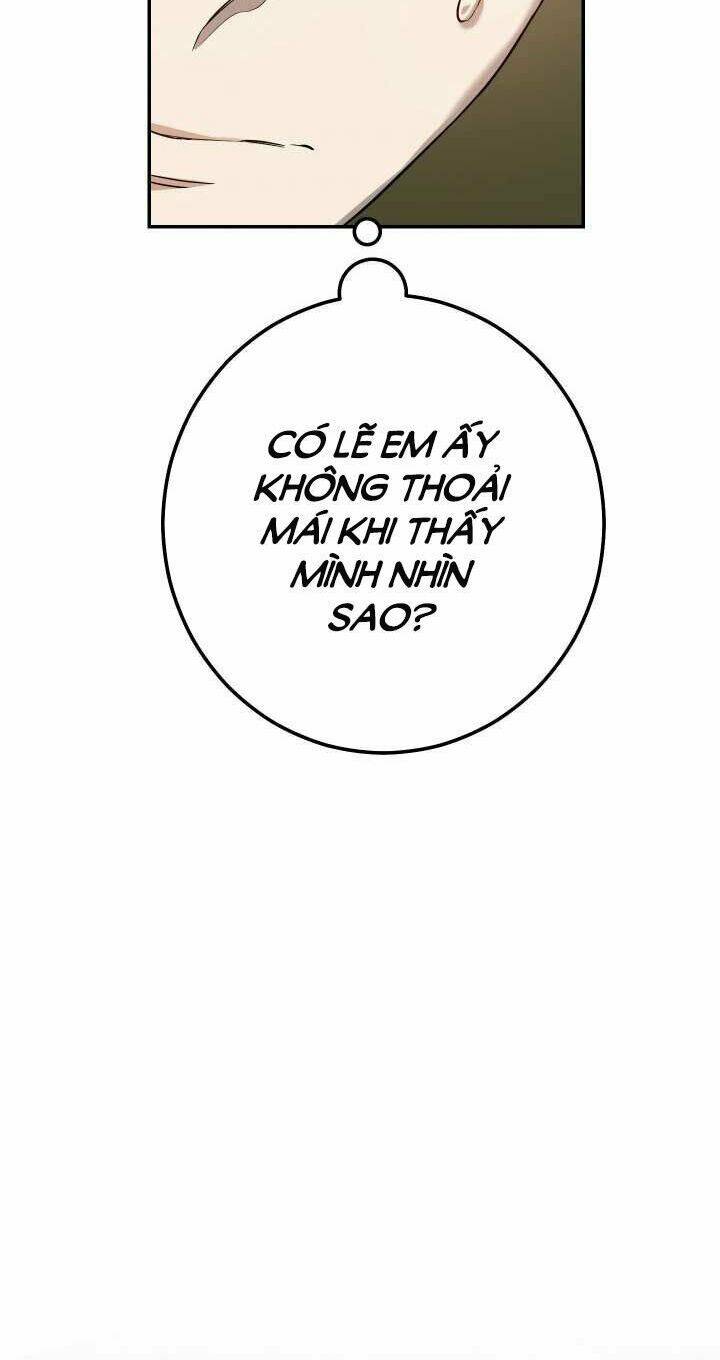 CÓ LẼ EM ẤY
KHÔNG THOẢI
MÁI KHI THẤY
MÌNH NHÌN
SAO?